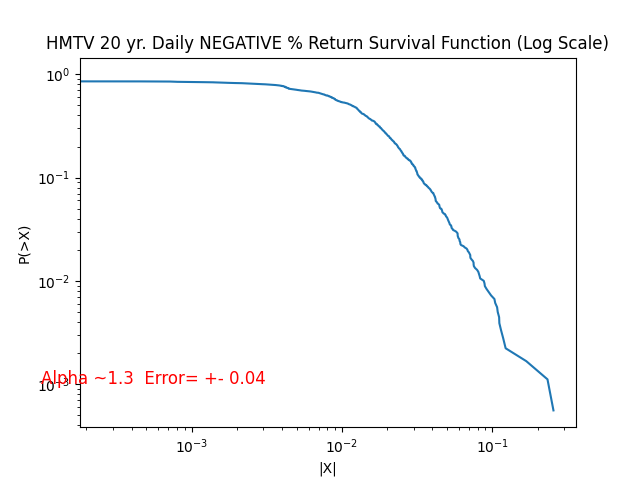 HMTV 20 yr. Daily NEGATIVE % Return Survival Function (Log Scale)
10⁰
10⁻¹
P(>X)
10⁻²
10⁻³
Alpha ~1.3  Error= +- 0.04
10⁻³ 10⁻² 10⁻¹
|X|